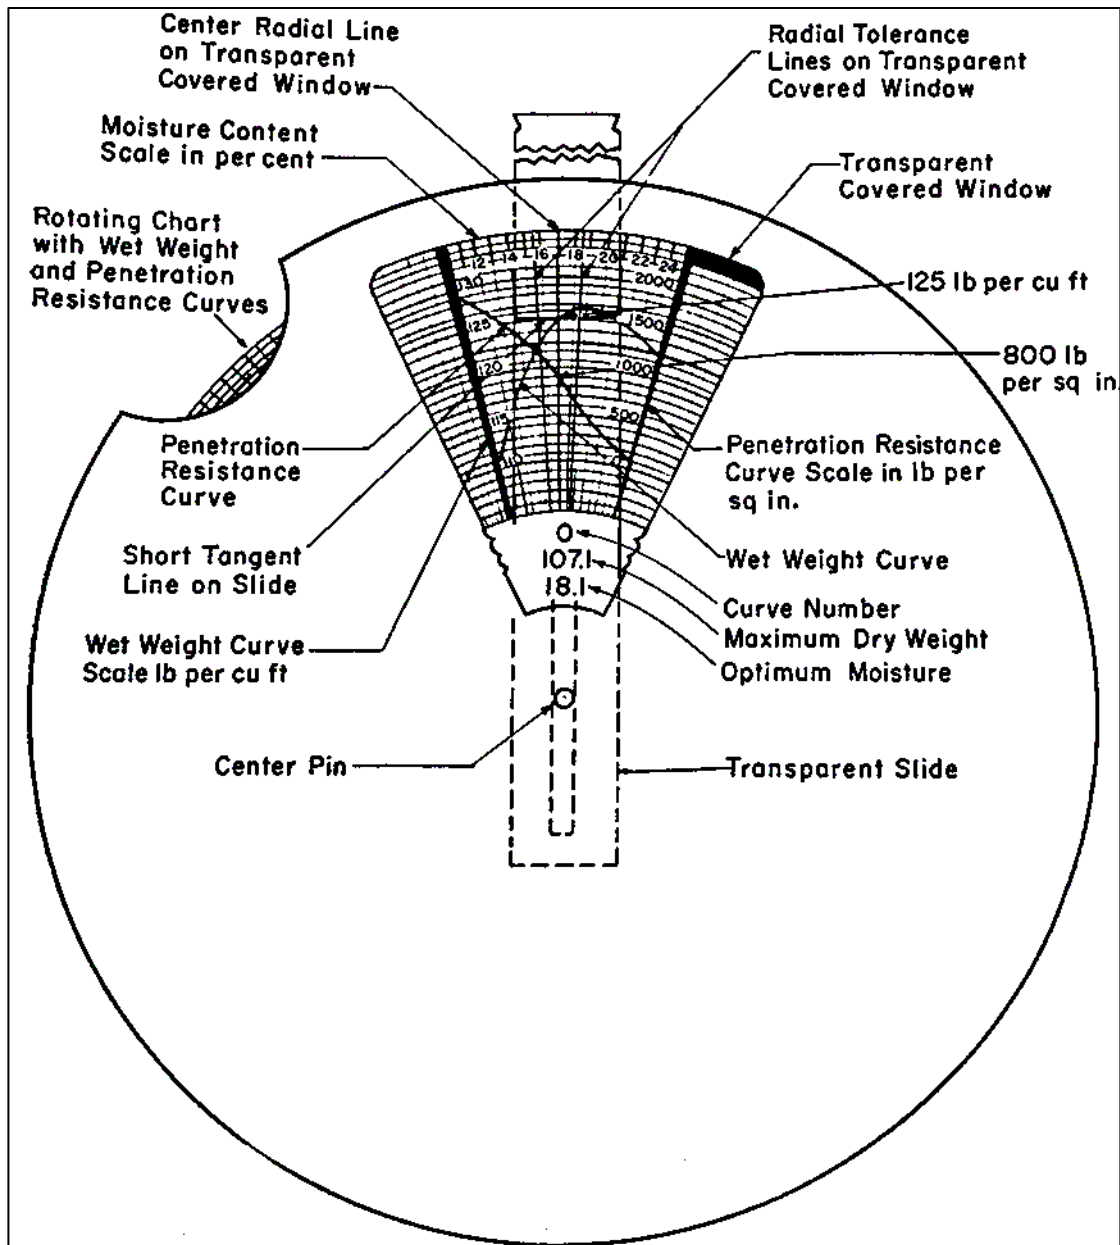 Center Radial Line
on Transparent
Covered Window
Radial Tolerance
Lines on Transparent
Covered Window
Moisture Content
Scale in per cent
Transparent
Covered Window
Rotating Chart
with Wet Weight
and Penetration
Resistance Curves
12 14 16 18 20 22 24
130 2000
125 lb per cu ft
125 1500
800 lb
per sq in.
120 1000
115 500
110
Penetration
Resistance
Curve
Penetration Resistance
Curve Scale in lb per
sq in.
0
107.1
18.1
Short Tangent
Line on Slide
Wet Weight Curve
Curve Number
Maximum Dry Weight
Optimum Moisture
Wet Weight Curve
Scale lb per cu ft
Center Pin
Transparent Slide